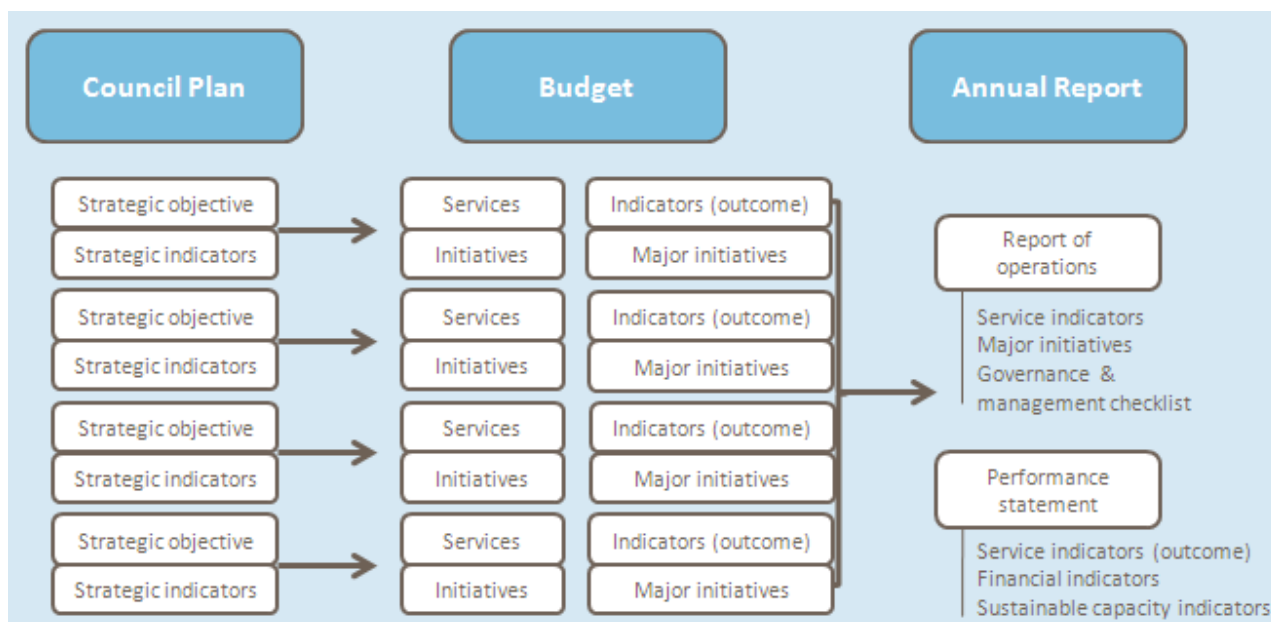 Council Plan
Budget
Annual Report
Strategic objective
Strategic indicators
Services
Initiatives
Indicators (outcome)
Major initiatives
Strategic objective
Strategic indicators
Services
Initiatives
Indicators (outcome)
Major initiatives
Strategic objective
Strategic indicators
Services
Initiatives
Indicators (outcome)
Major initiatives
Strategic objective
Strategic indicators
Services
Initiatives
Indicators (outcome)
Major initiatives
Report of
operations
Service indicators
Major initiatives
Governance &
management checklist
Performance
statement
Service indicators (outcome)
Financial indicators
Sustainable capacity indicators